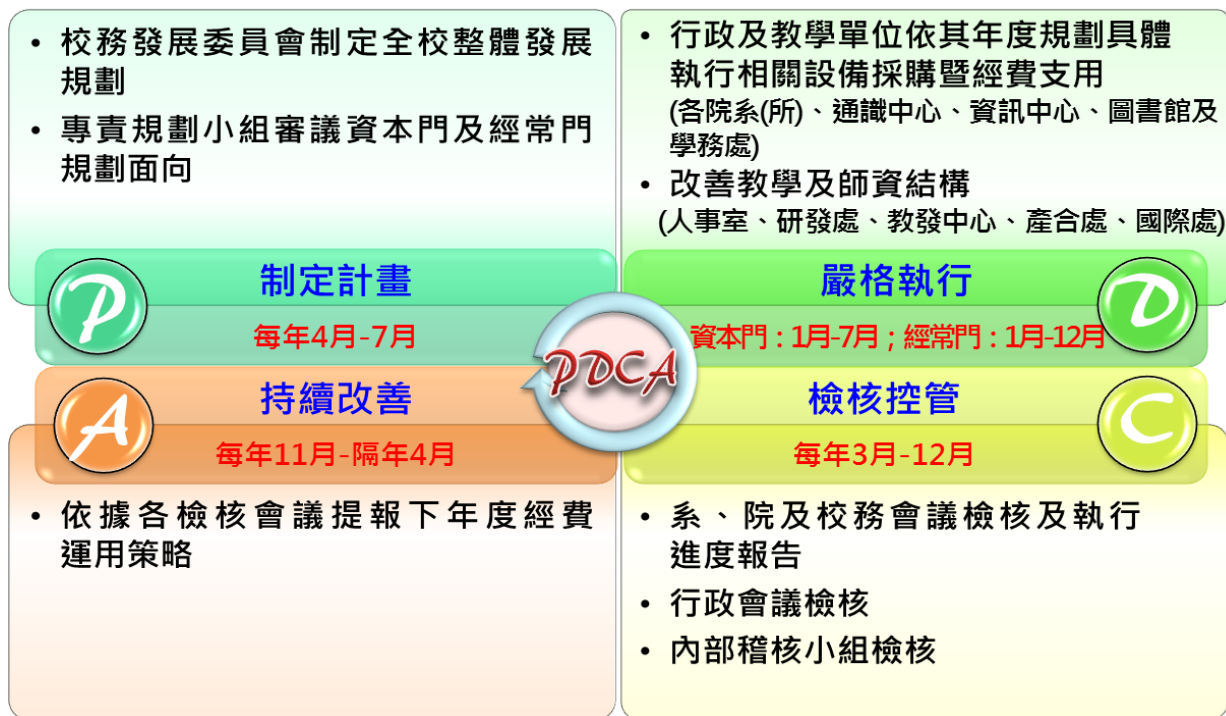 • 校務發展委員會制定全校整體發展
規劃
• 專責規劃小組審議資本門及經常門
規劃面向
P
制定計畫
每年4月-7月
• 行政及教學單位依其年度規劃具體
執行相關設備採購暨經費支用
(各院系(所)、通識中心、資訊中心、圖書館及
學務處)
• 改善教學及師資結構
(人事室、研發處、教發中心、產合處、國際處)
嚴格執行
D
資本門：1月-7月；經常門：1月-12月
PDCA
A
持續改善
每年11月-隔年4月
• 依據各檢核會議提報下年度經費
運用策略
檢核控管
C
每年3月-12月
• 系、院及校務會議檢核及執行
進度報告
• 行政會議檢核
• 內部稽核小組檢核